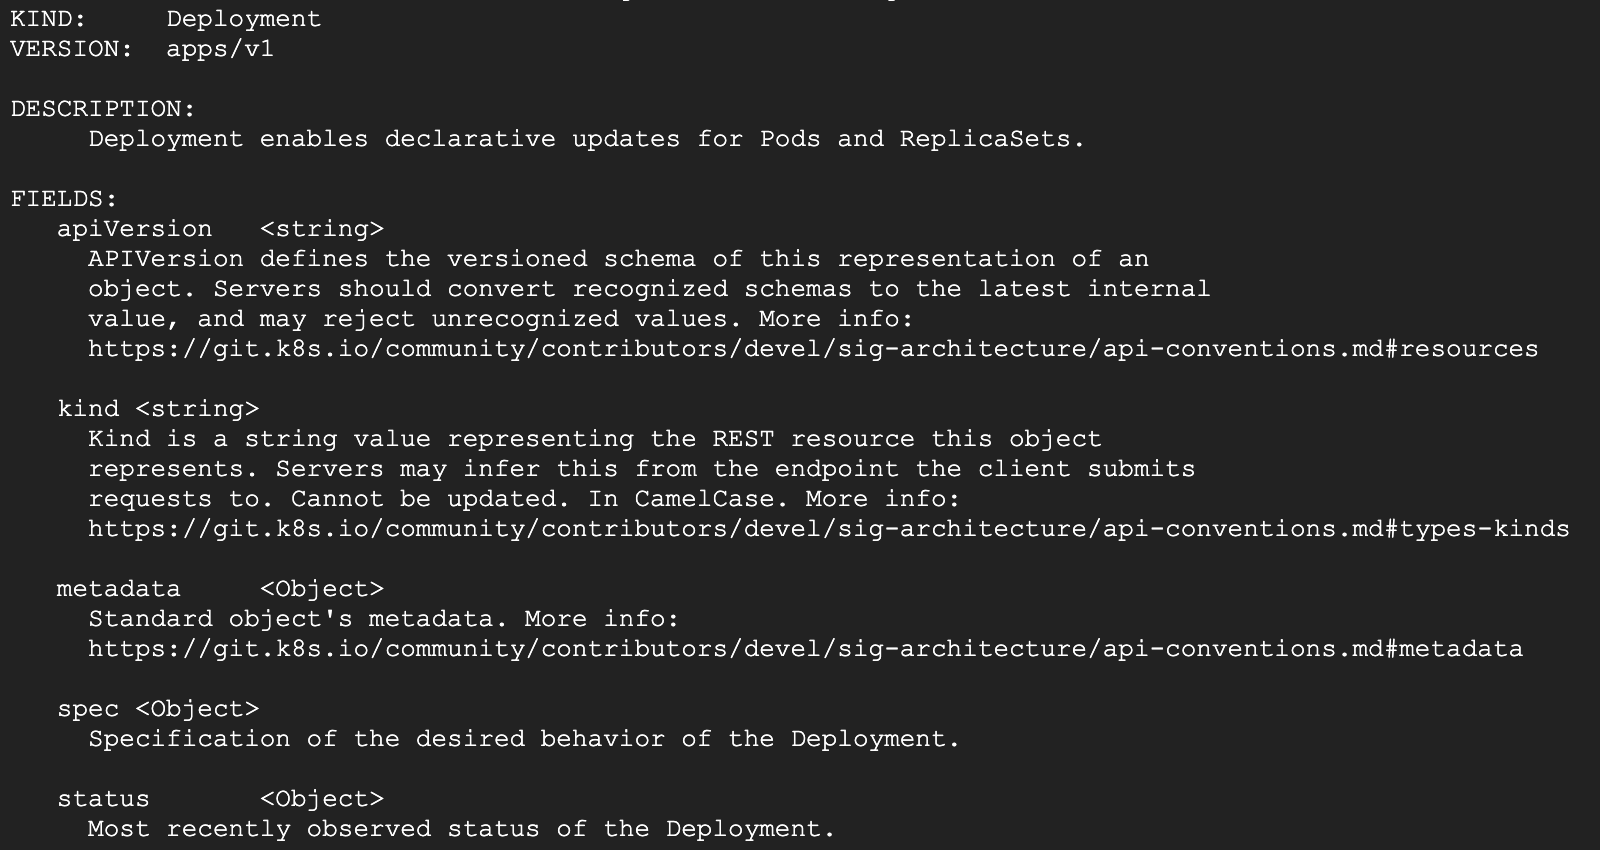 KIND:     Deployment
VERSION:  apps/v1
DESCRIPTION:
Deployment enables declarative updates for Pods and ReplicaSets.
FIELDS:
apiVersion   <string>
APIVersion defines the versioned schema of this representation of an
object. Servers should convert recognized schemas to the latest internal
value, and may reject unrecognized values. More info:
https://git.k8s.io/community/contributors/devel/sig-architecture/api-conventions.md#resources
kind <string>
Kind is a string value representing the REST resource this object
represents. Servers may infer this from the endpoint the client submits
requests to. Cannot be updated. In CamelCase. More info:
https://git.k8s.io/community/contributors/devel/sig-architecture/api-conventions.md#types-kinds
metadata     <Object>
Standard object's metadata. More info:
https://git.k8s.io/community/contributors/devel/sig-architecture/api-conventions.md#metadata
spec <Object>
Specification of the desired behavior of the Deployment.
status       <Object>
Most recently observed status of the Deployment.